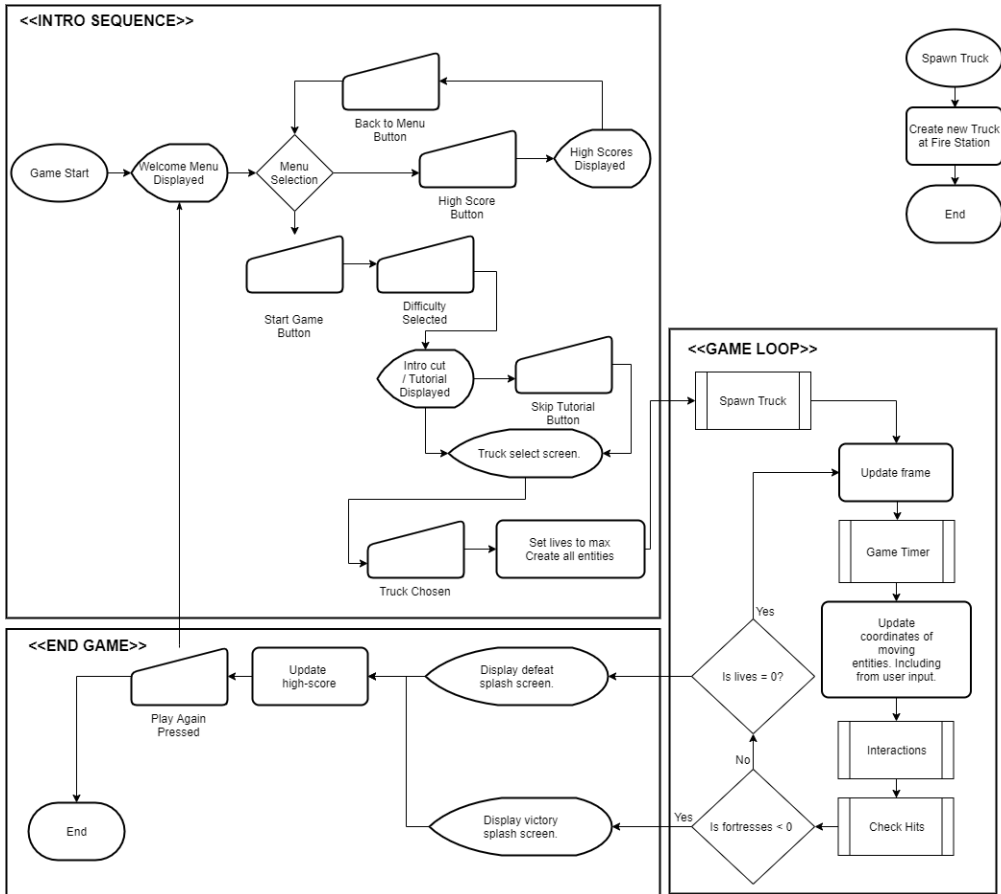 <<INTRO SEQUENCE>>
Game Start
Welcome Menu
Displayed
Menu
Selection
Back to Menu
Button
High Score
Button
High Scores
Displayed
Start Game
Button
Difficulty
Selected
Intro cut
/ Tutorial
Displayed
Skip Tutorial
Button
Truck select screen.
Truck Chosen
Set lives to max
Create all entities
Spawn Truck
Create new Truck
at Fire Station
End
<<GAME LOOP>>
Spawn Truck
Update frame
Game Timer
Update
coordinates of
moving
entities. Including
from user input.
Interactions
Check Hits
Is fortresses < 0
Yes
No
Is lives = 0?
Yes
Yes
<<END GAME>>
Display defeat
splash screen.
Display victory
splash screen.
Update
high-score
Play Again
Pressed
End